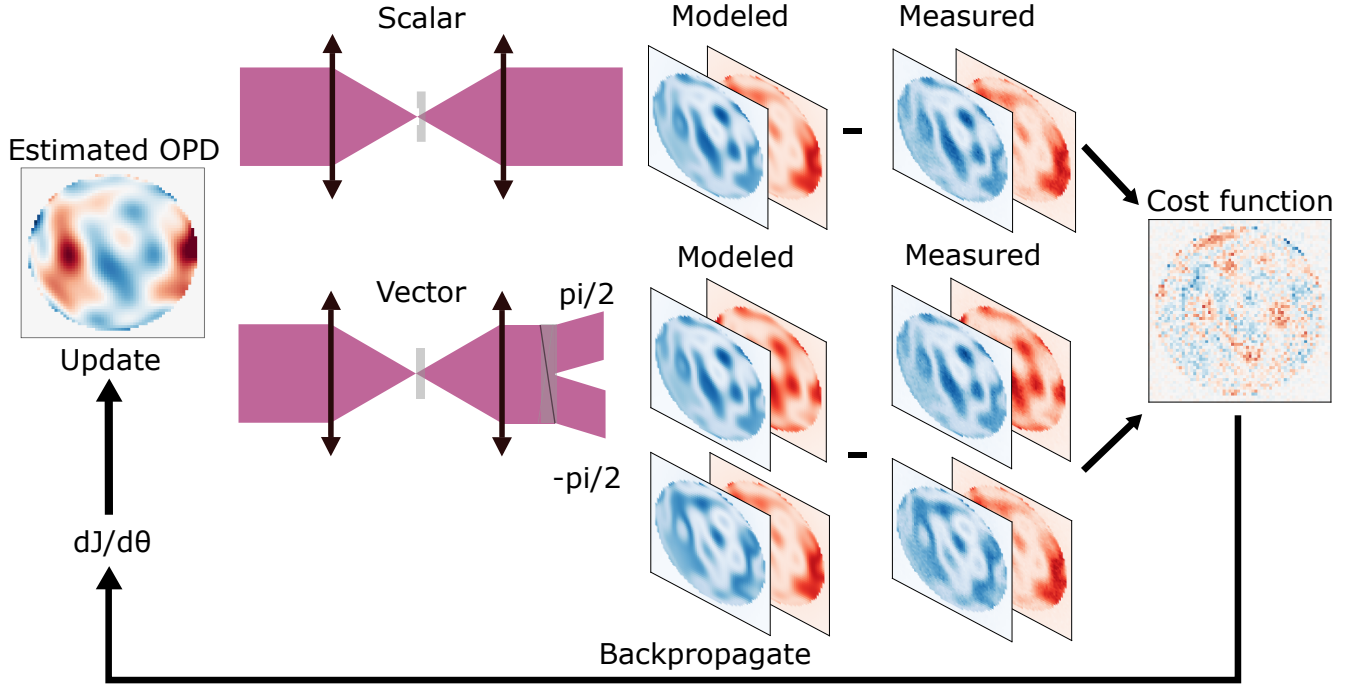 Scalar
Modeled
Measured
-
Estimated OPD
Cost function
Modeled
Measured
Vector
pi/2
Update
-
-pi/2
dJ/dθ
Backpropagate